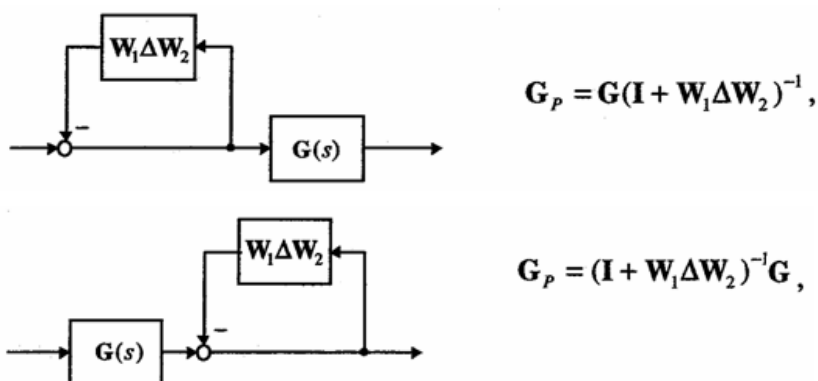 W₁ΔW₂
G_P = G(I + W₁ΔW₂)⁻¹,
−
G(s)
W₁ΔW₂
G_P = (I + W₁ΔW₂)⁻¹G ,
−
G(s)